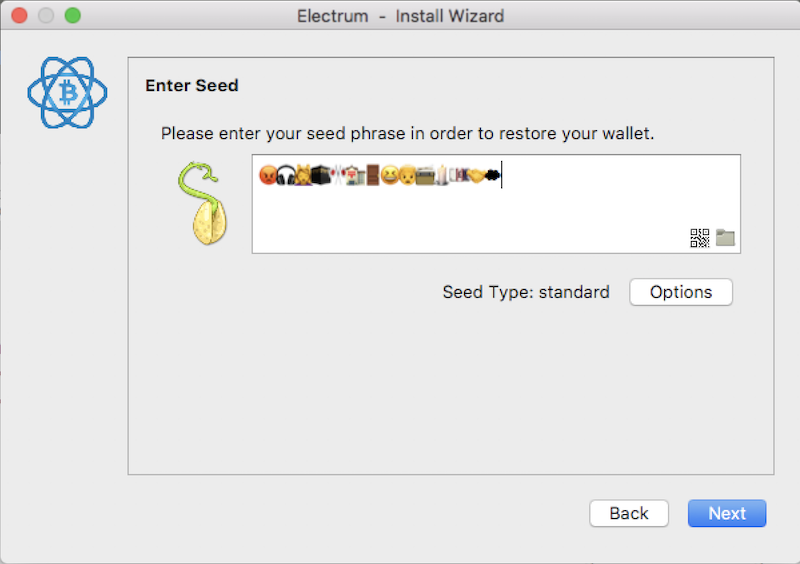 Electrum - Install Wizard
Enter Seed
Please enter your seed phrase in order to restore your wallet.
Seed Type: standard
Options
Back
Next